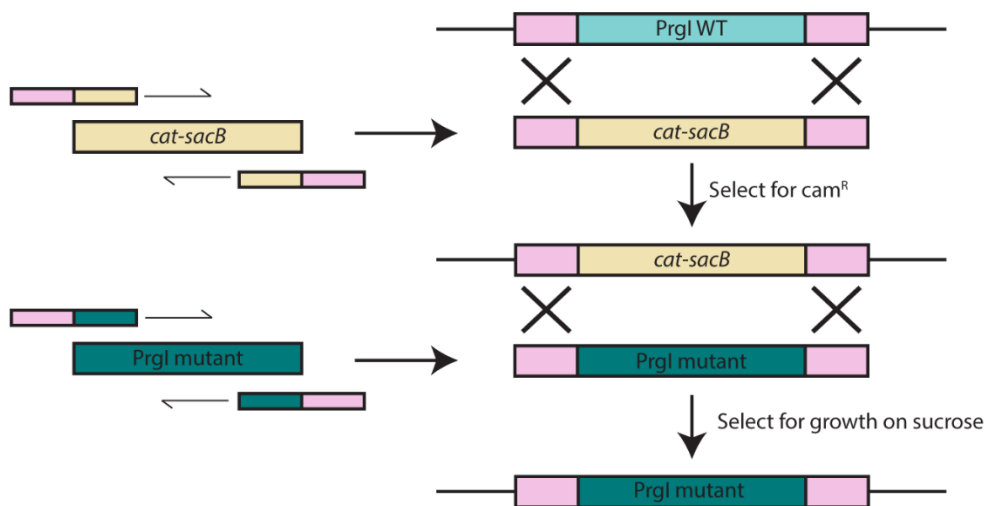 PrgI WT
cat-sacB
cat-sacB
Select for camᴿ
cat-sacB
PrgI mutant
PrgI mutant
Select for growth on sucrose
PrgI mutant